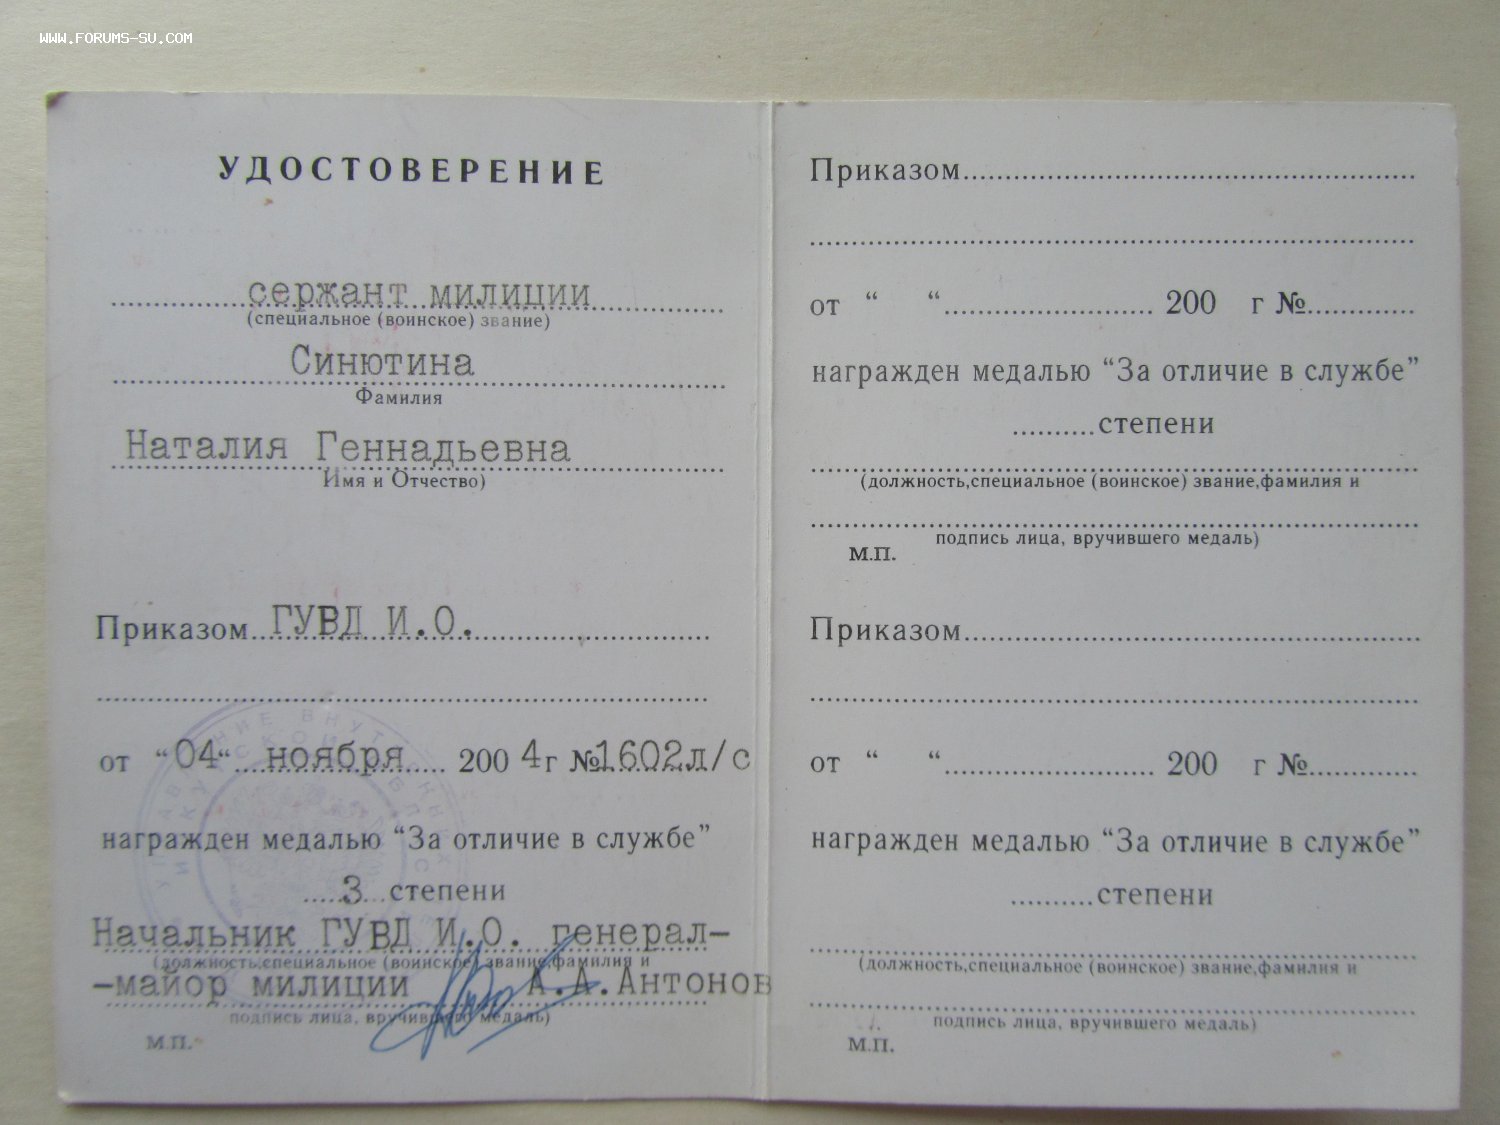 WWW.FORUMS-SU.COM
УДОСТОВЕРЕНИЕ
сержант милиции
(специальное (воинское) звание)
Синютина
Фамилия
Наталия Геннадьевна
Имя и Отчество)
Приказом ГУВД И.О.
от "04" ноября 2004г №1602л/с
награжден медалью "За отличие в службе"
3 степени
Начальник ГУВД И.О. генерал-
(должность,специальное (воинское) звание,фамилия и
-майор милиции А.А.Антонов
подпись лица, вручившего медаль)
М.П.
Приказом
от " " 200 г №
награжден медалью "За отличие в службе"
степени
(должность,специальное (воинское) звание,фамилия и
подпись лица, вручившего медаль)
М.П.
Приказом
от " " 200 г №
награжден медалью "За отличие в службе"
степени
(должность,специальное (воинское) звание,фамилия и
подпись лица, вручившего медаль)
М.П.